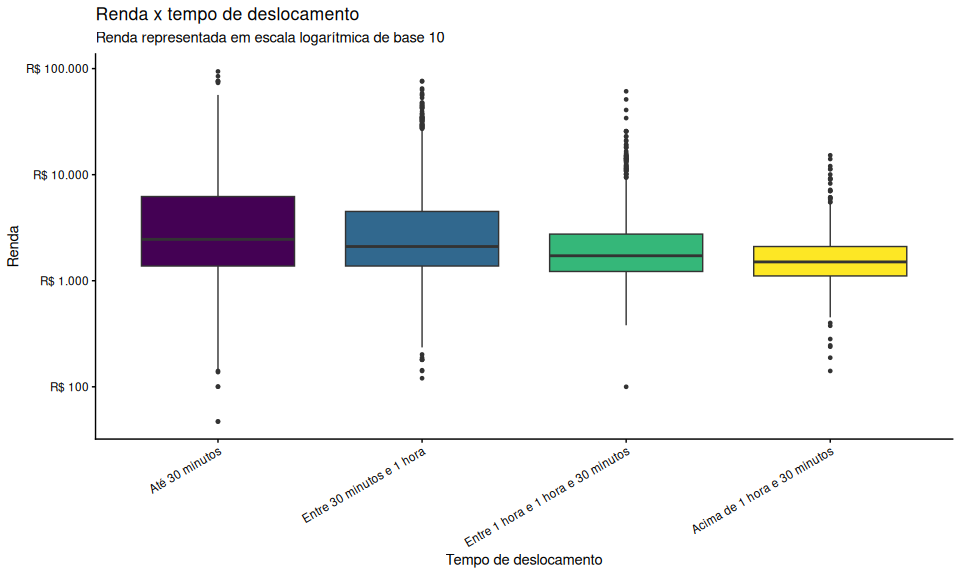 Renda x tempo de deslocamento
Renda representada em escala logarítmica de base 10
R$ 100.000
R$ 10.000
R$ 1.000
R$ 100
Renda
Até 30 minutos
Entre 30 minutos e 1 hora
Entre 1 hora e 1 hora e 30 minutos
Acima de 1 hora e 30 minutos
Tempo de deslocamento